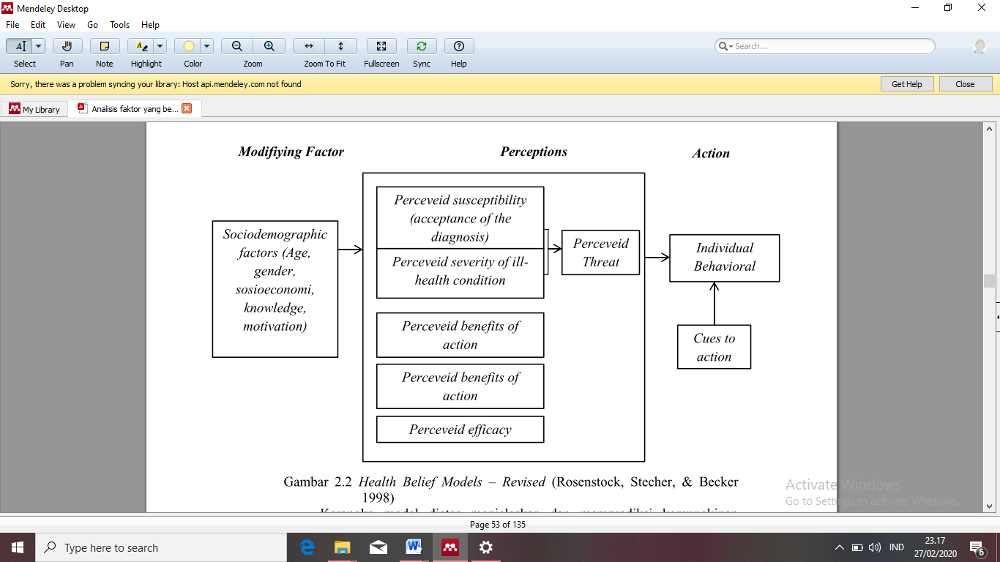 Mendeley Desktop
File Edit View Go Tools Help
Select Pan Note Highlight Color Zoom Zoom To Fit Fullscreen Sync Help
Search...
Sorry, there was a problem syncing your library: Host api.mendeley.com not found
Get Help Close
My Library
Analisis faktor yang be...
Modifiying Factor
Perceptions
Action
Sociodemographic
factors (Age,
gender,
sosioeconomi,
knowledge,
motivation)
Perceveid susceptibility
(acceptance of the
diagnosis)
Perceveid severity of ill-
health condition
Perceveid
Threat
Perceveid benefits of
action
Perceveid benefits of
action
Perceveid efficacy
Individual
Behavioral
Cues to
action
Gambar 2.2 Health Belief Models – Revised (Rosenstock, Stecher, & Becker
1998)
Activate Windows
Go to Settings to activate Windows.
Page 53 of 135
Type here to search
IND
23.17
27/02/2020
6